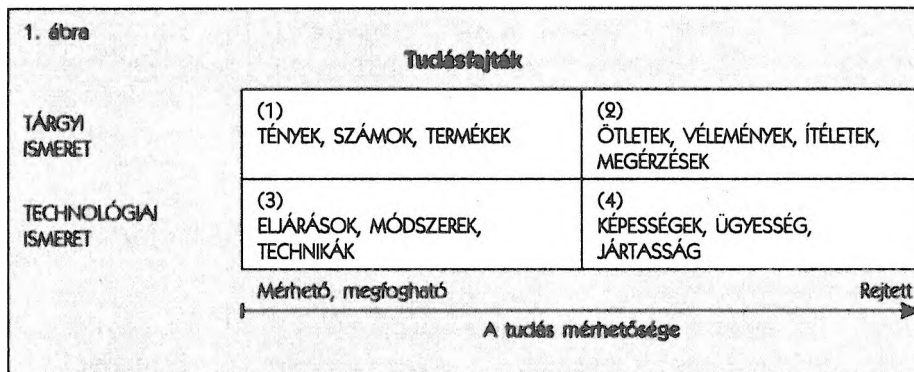 1. ábra
Tudásfajták
TÁRGYI
ISMERET
(1)
TÉNYEK, SZÁMOK, TERMÉKEK
(2)
ÖTLETEK, VÉLEMÉNYEK, ÍTÉLETEK,
MEGÉRZÉSEK
TECHNOLÓGIAI
ISMERET
(3)
ELJÁRÁSOK, MÓDSZEREK,
TECHNIKÁK
(4)
KÉPESSÉGEK, ÜGYESSÉG,
JÁRTASSÁG
Mérhető, megfogható
Rejtett
A tudás mérhetősége